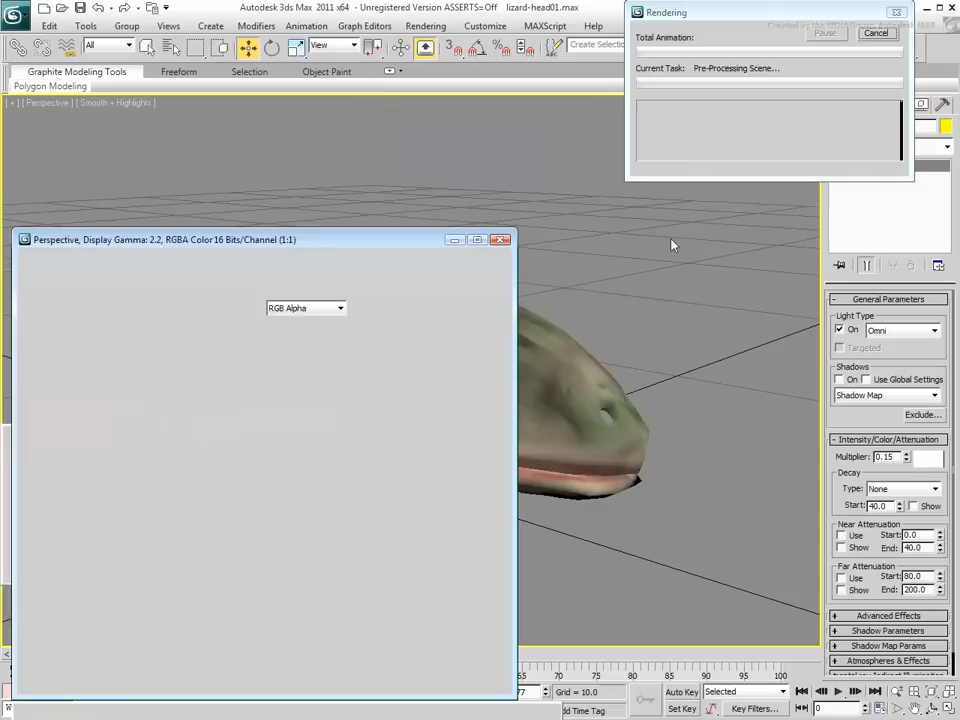 Autodesk 3ds Max 2011 x64 - Unregistered Version ASSERTS=Off lizard-head01.max
Edit Tools Group Views Create Modifiers Animation Graph Editors Rendering Customize MAXScript Help
All View Create Selectio
Graphite Modeling Tools Freeform Selection Object Paint
Polygon Modeling
[ + ] [ Perspective ] [ Smooth + Highlights ]
Rendering
Total Animation: Pause Cancel
Current Task: Pre-Processing Scene...
Perspective, Display Gamma: 2.2, RGBA Color 16 Bits/Channel (1:1)
RGB Alpha
General Parameters
Light Type
On Omni
Targeted
Shadows
On Use Global Settings
Shadow Map
Exclude...
Intensity/Color/Attenuation
Multiplier: 0.15
Decay
Type: None
Start: 40.0 Show
Near Attenuation
Use Start: 0.0
Show End: 40.0
Far Attenuation
Use Start: 80.0
Show End: 200.0
Advanced Effects
Shadow Parameters
Shadow Map Params
Atmospheres & Effects
65 70 75 80 85 90 95 100
77 Grid = 10.0 Auto Key Selected
Add Time Tag Set Key Key Filters... 0